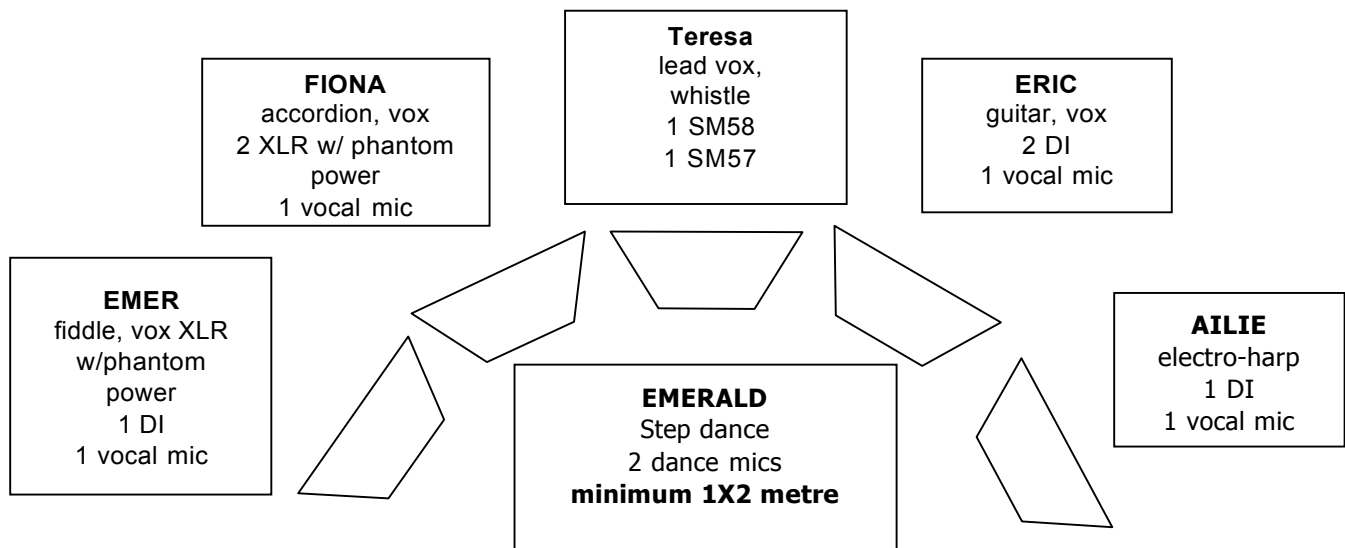 Teresa
lead vox,
whistle
1 SM58
1 SM57
FIONA
accordion, vox
2 XLR w/ phantom
power
1 vocal mic
ERIC
guitar, vox
2 DI
1 vocal mic
EMER
fiddle, vox XLR
w/phantom
power
1 DI
1 vocal mic
AILIE
electro-harp
1 DI
1 vocal mic
EMERALD
Step dance
2 dance mics
minimum 1X2 metre